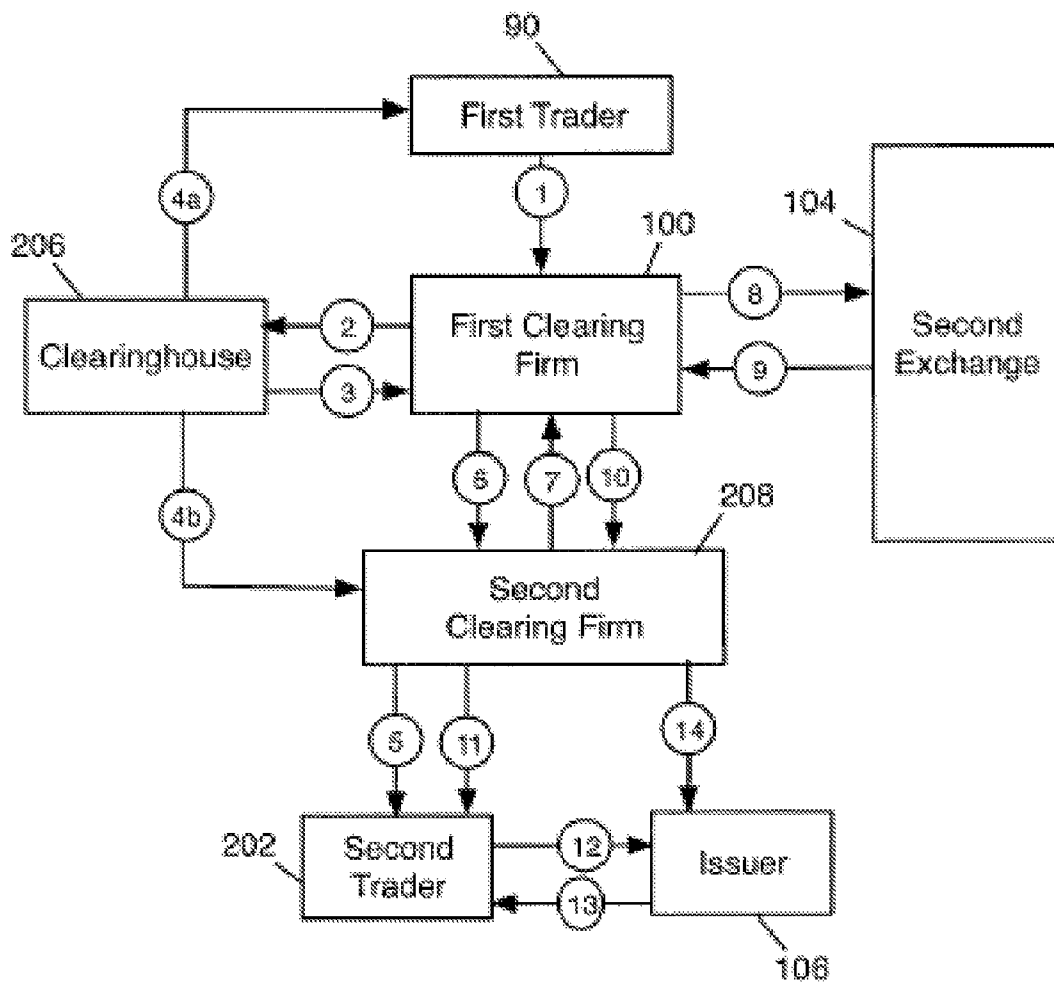 90
First Trader
4a
1
104
206
100
8
2
First Clearing
Firm
Clearinghouse
Second
Exchange
3
9
6
7
10
208
4b
Second
Clearing Firm
5
11
14
202
Second
Trader
12
Issuer
13
106